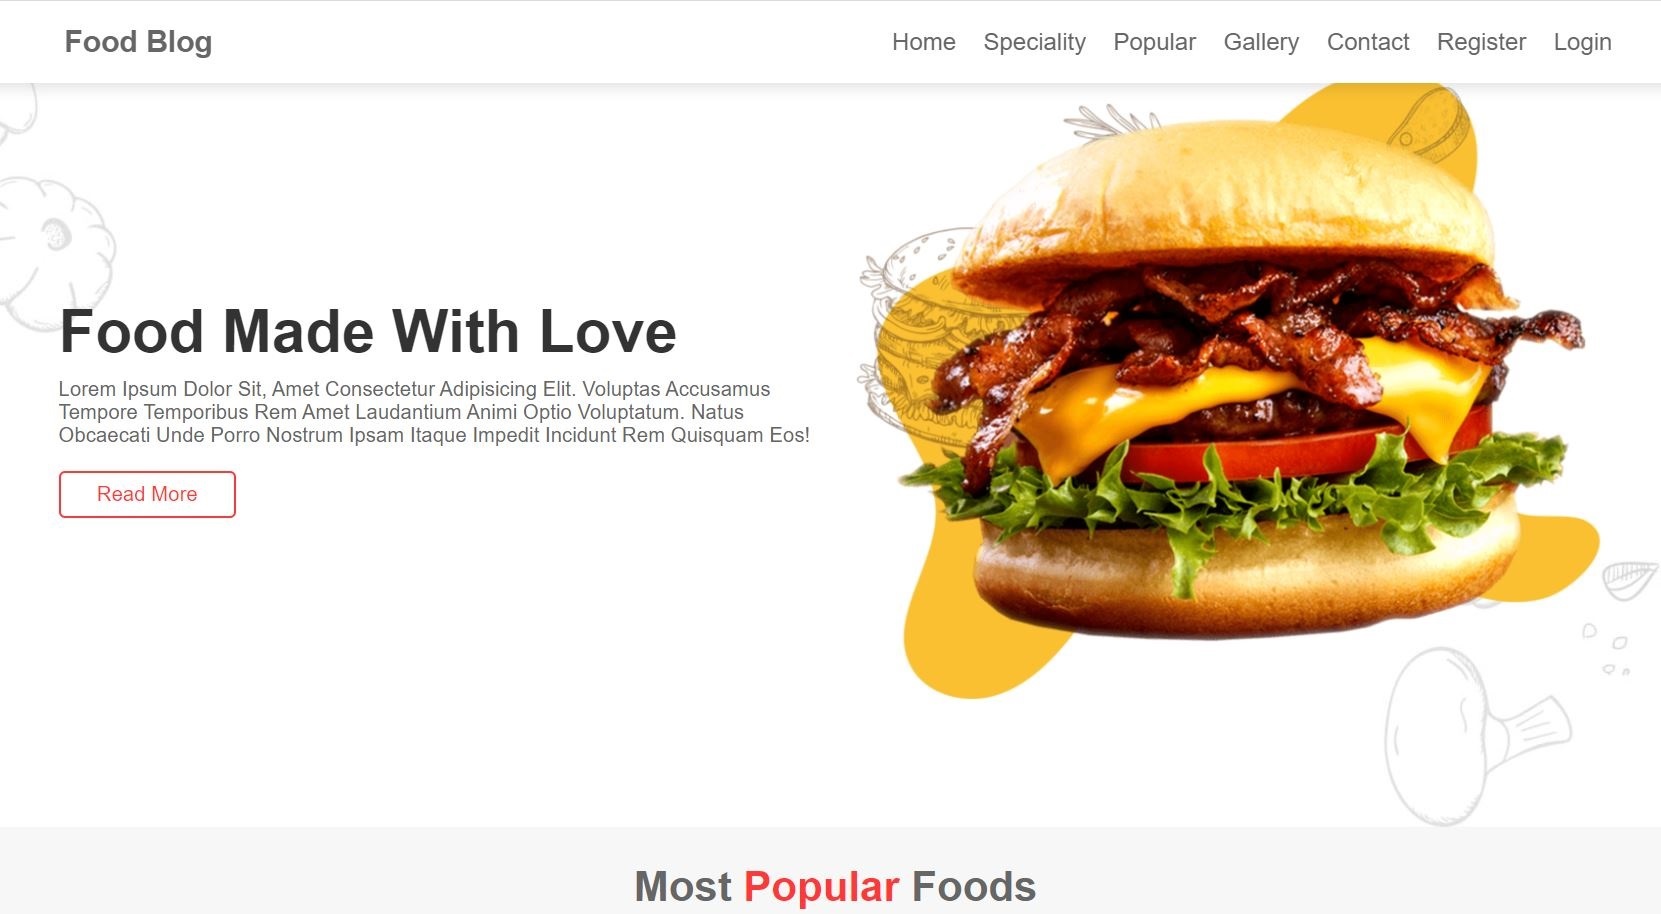 Food Blog
Home Speciality Popular Gallery Contact Register Login
Food Made With Love
Lorem Ipsum Dolor Sit, Amet Consectetur Adipisicing Elit. Voluptas Accusamus
Tempore Temporibus Rem Amet Laudantium Animi Optio Voluptatum. Natus
Obcaecati Unde Porro Nostrum Ipsam Itaque Impedit Incidunt Rem Quisquam Eos!
Read More
Most Popular Foods